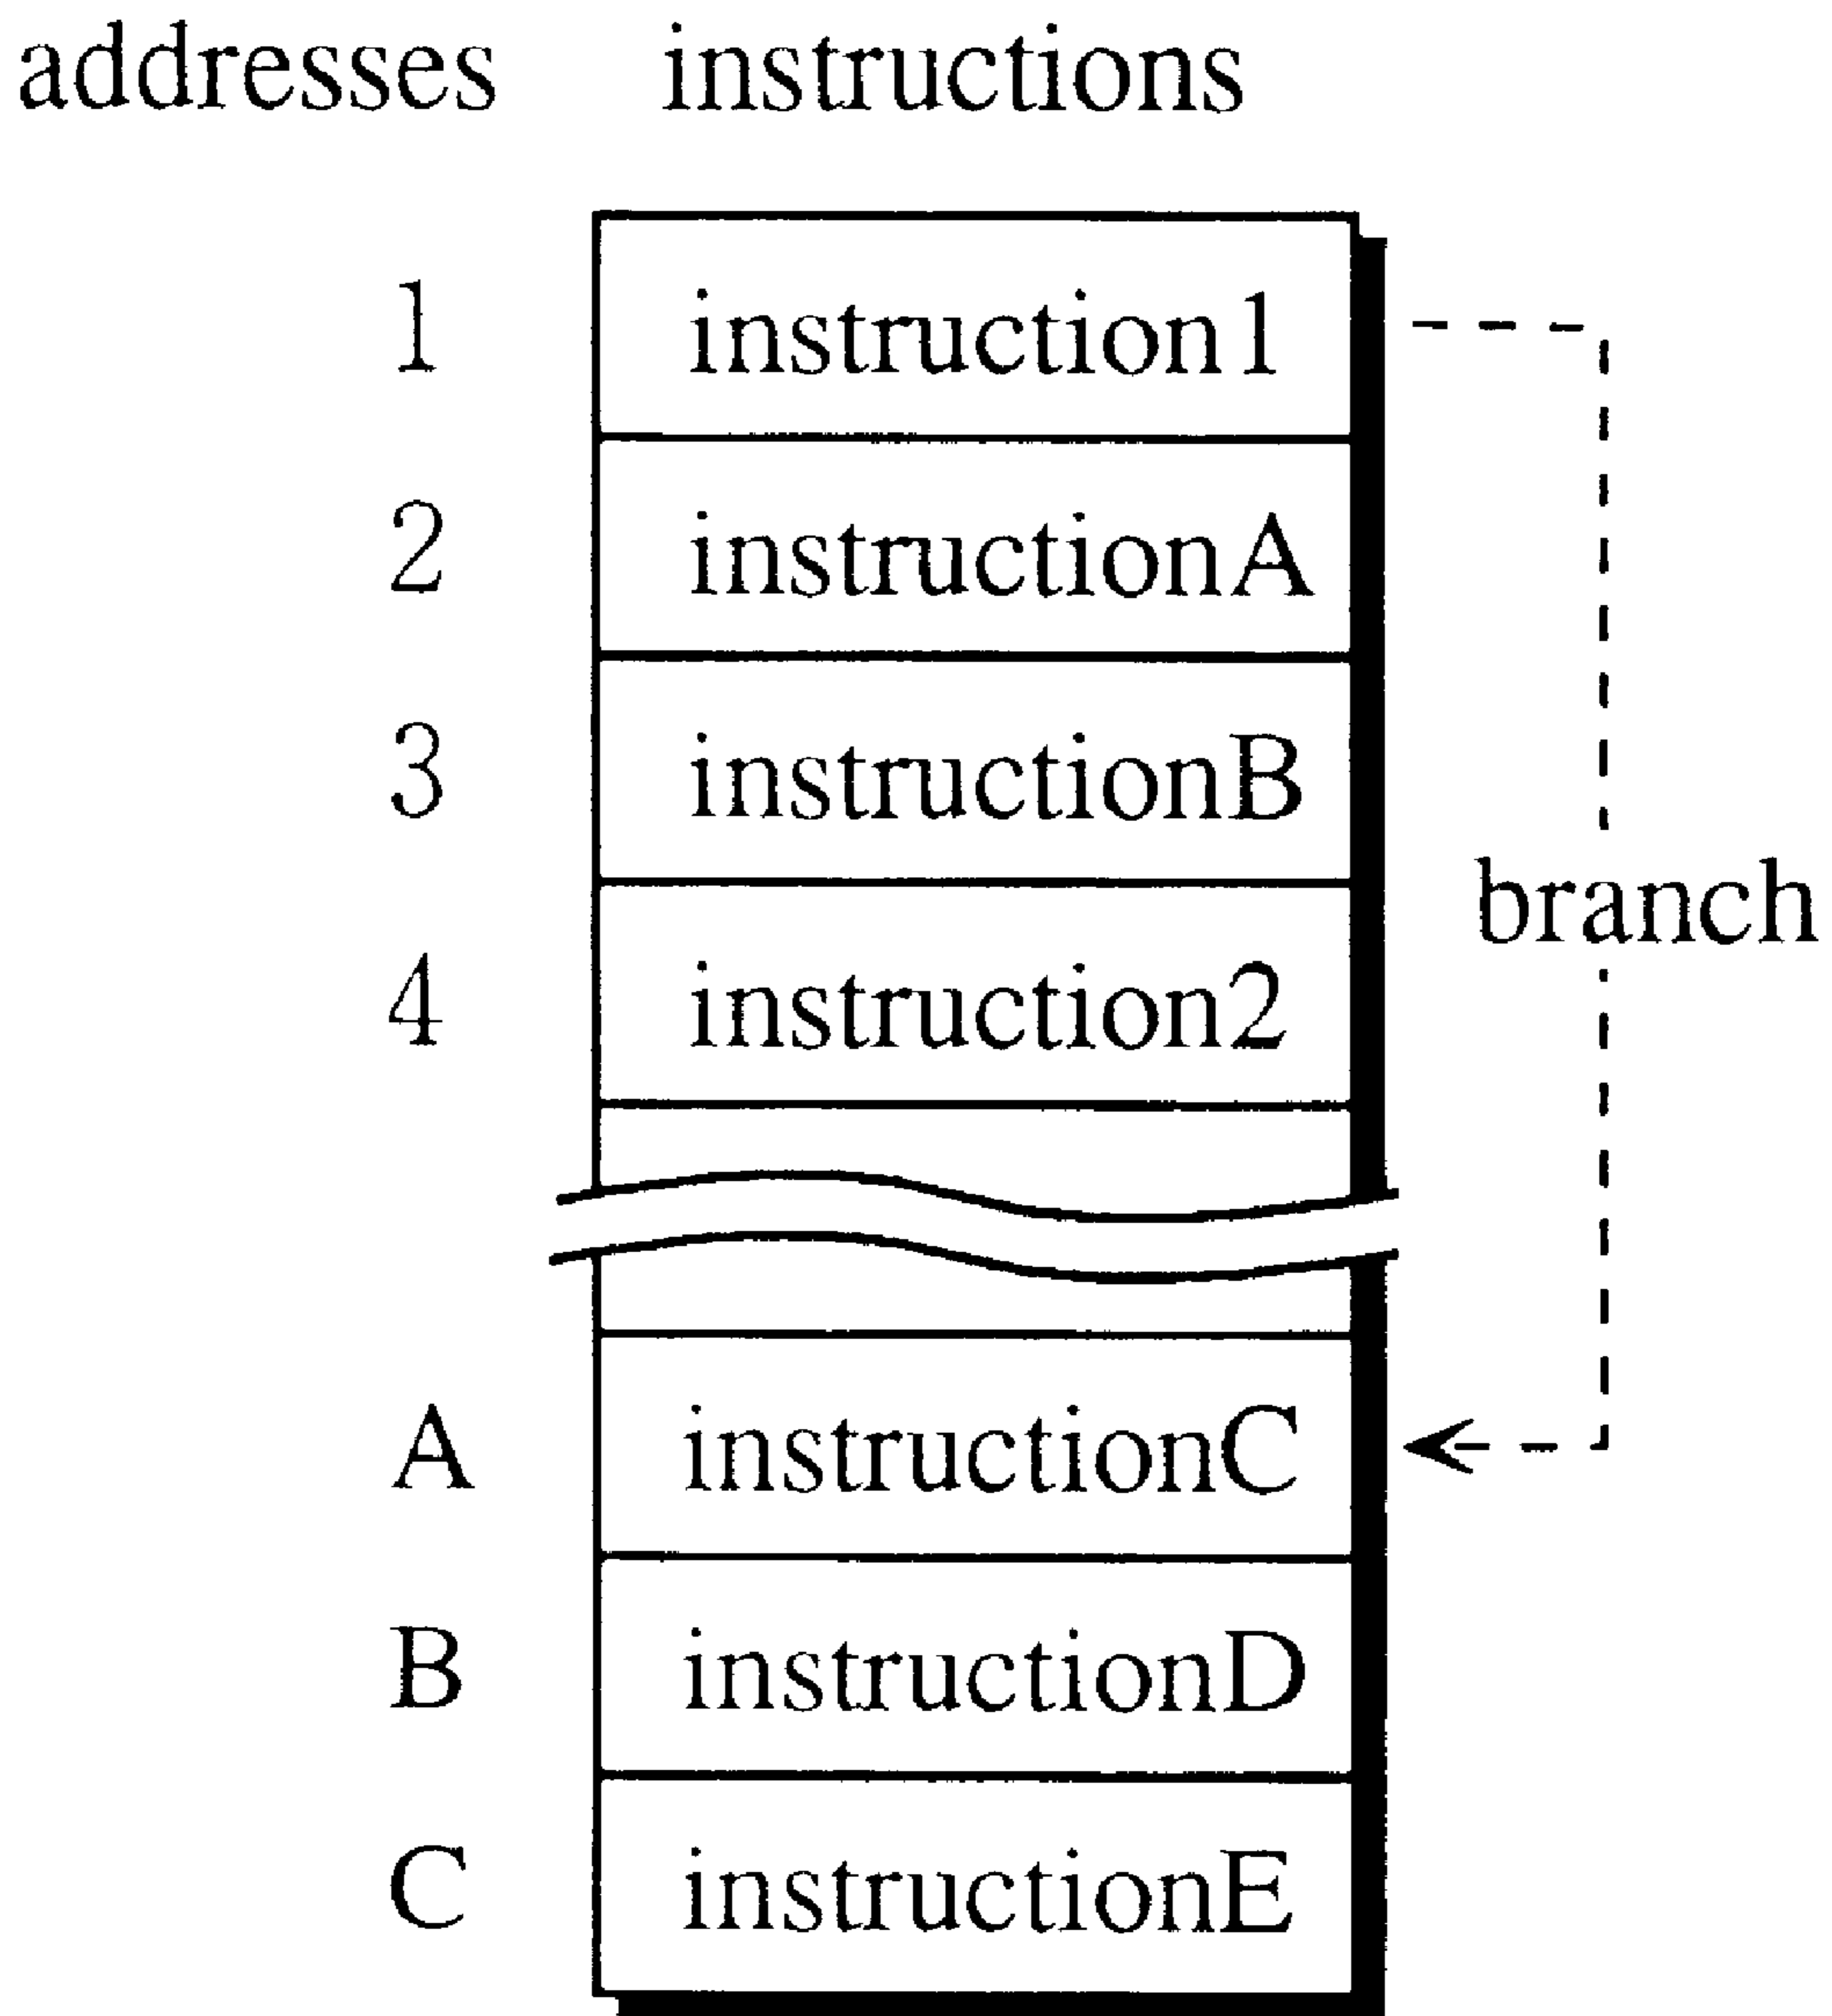 addresses instructions
1 instruction1
2 instructionA
3 instructionB
branch
4 instruction2
A instructionC
B instructionD
C instructionE